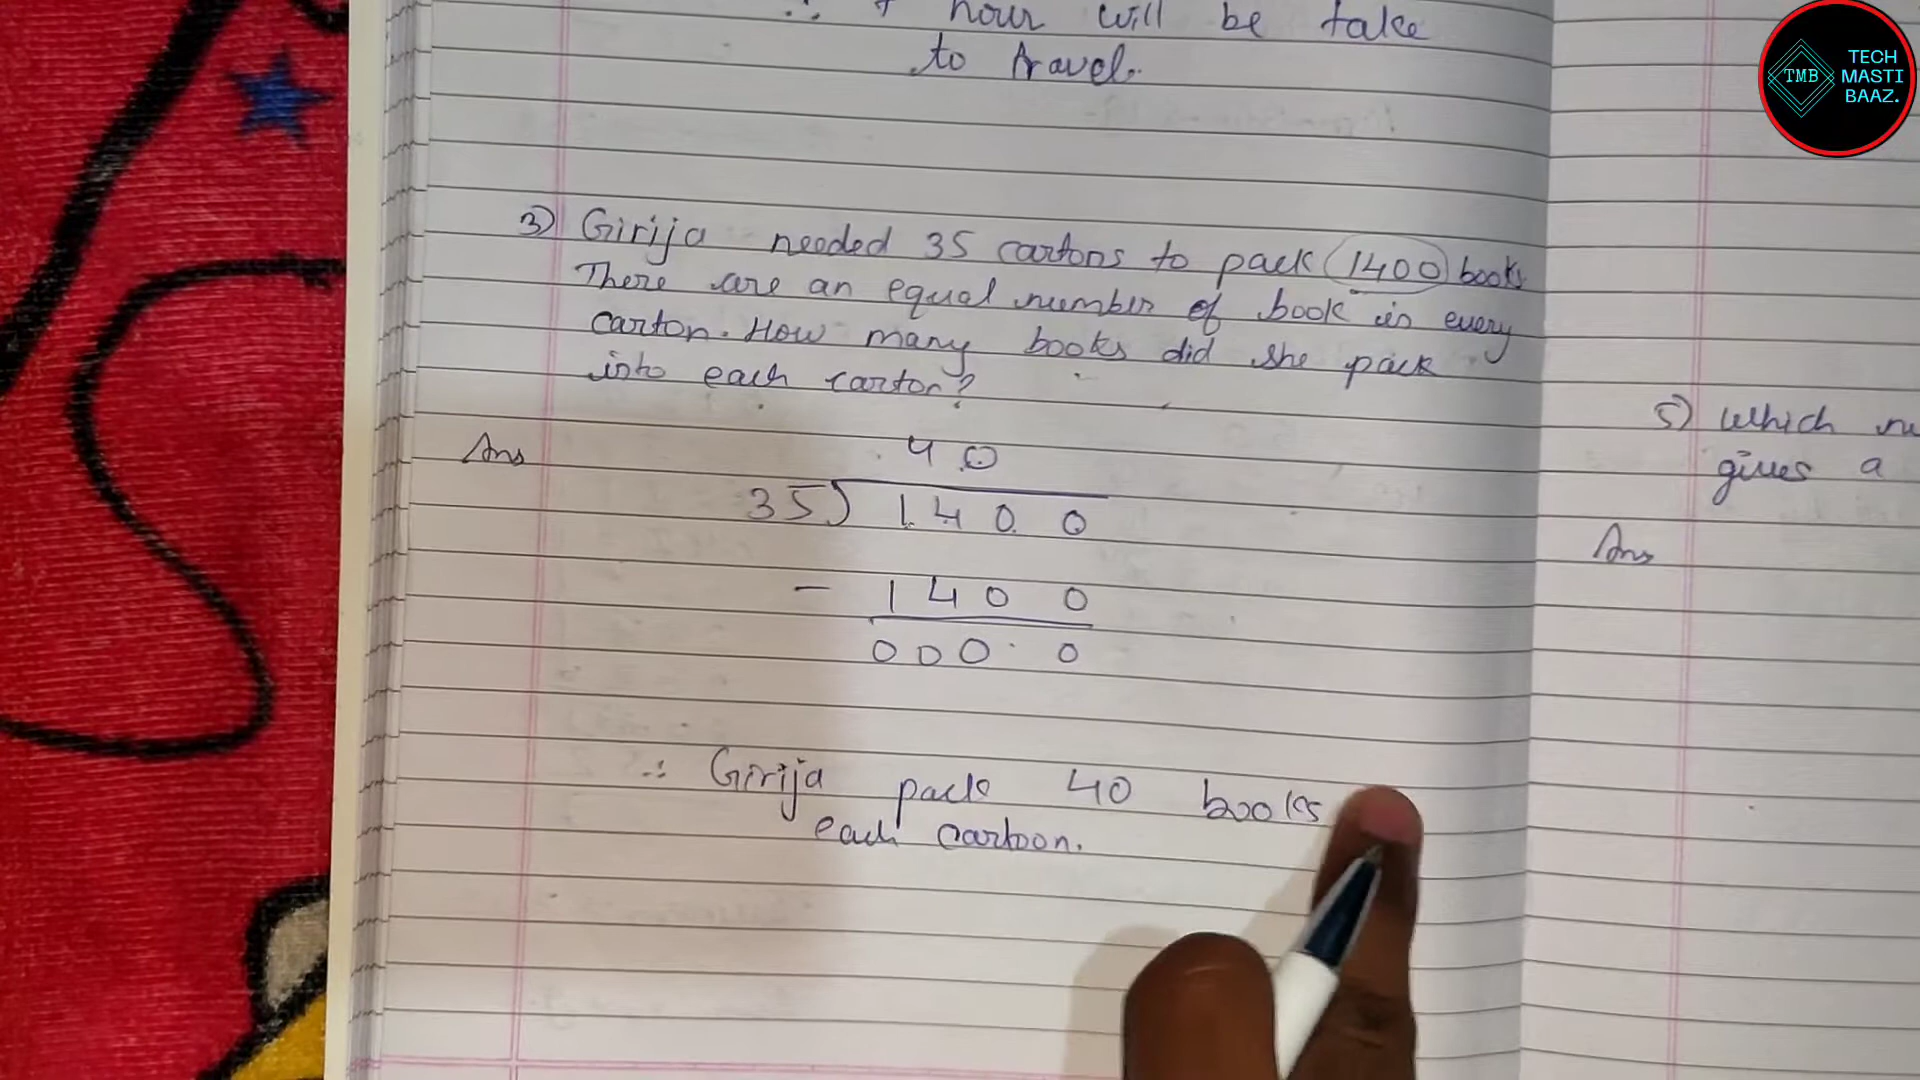 hour will be take
to travel.
3) Girija needed 35 cartons to pack 1400 books
There are an equal number of book in every
carton. How many books did she pack
into each carton?
Ans
40
35) 1400
- 1400
0000
∴ Girija pack 40 books
each cartoon.
5) Which
gives a
Ans
TMB
TECH
MASTI
BAAZ.